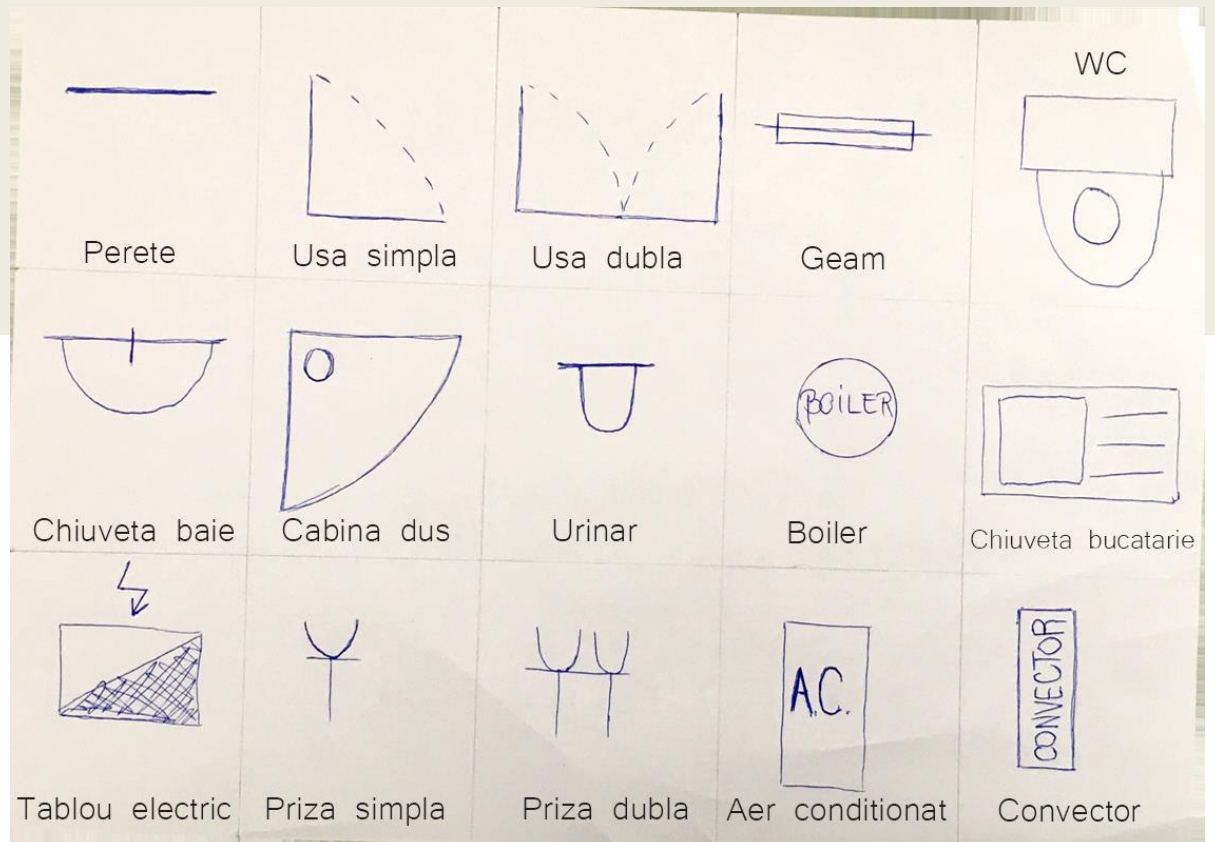 WC
Perete
Usa simpla
Usa dubla
Geam
BOILER
Chiuveta baie
Cabina dus
Urinar
Boiler
Chiuveta bucatarie
A.C.
CONVECTOR
Tablou electric
Priza simpla
Priza dubla
Aer conditionat
Convector